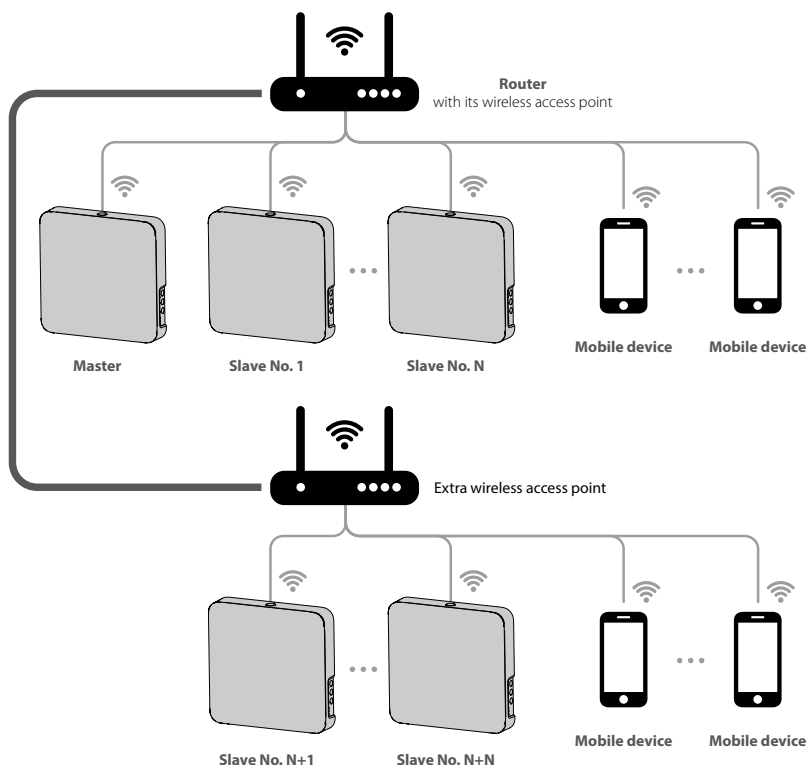 Router
with its wireless access point
Master
Slave No. 1
Slave No. N
Mobile device
Mobile device
Extra wireless access point
Slave No. N+1
Slave No. N+N
Mobile device
Mobile device